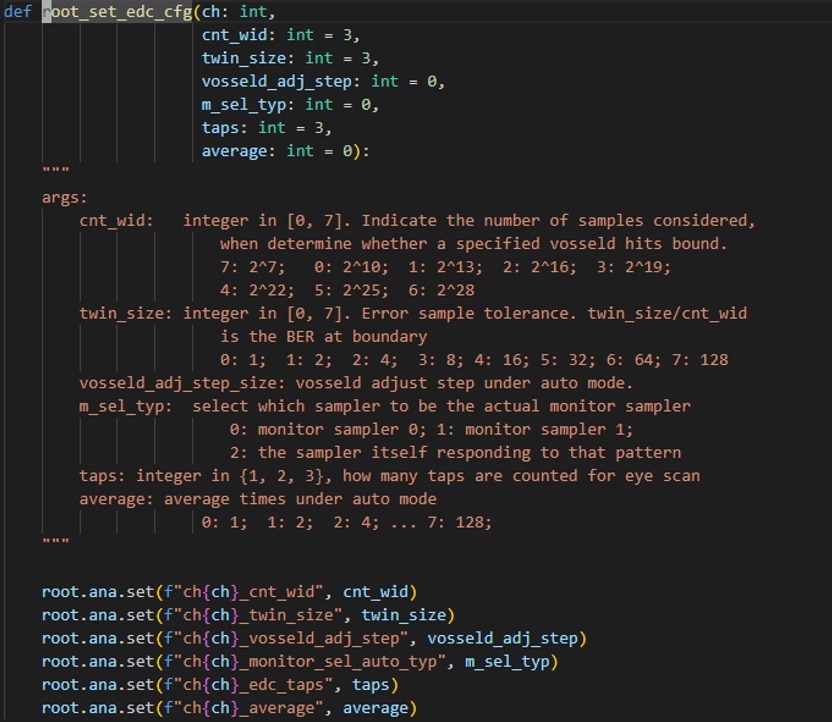 def root_set_edc_cfg(ch: int,
cnt_wid: int = 3,
twin_size: int = 3,
vosseld_adj_step: int = 0,
m_sel_typ: int = 0,
taps: int = 3,
average: int = 0):
"""
args:
cnt_wid: integer in [0, 7]. Indicate the number of samples considered,
when determine whether a specified vosseld hits bound.
7: 2^7; 0: 2^10; 1: 2^13; 2: 2^16; 3: 2^19;
4: 2^22; 5: 2^25; 6: 2^28
twin_size: integer in [0, 7]. Error sample tolerance. twin_size/cnt_wid
is the BER at boundary
0: 1; 1: 2; 2: 4; 3: 8; 4: 16; 5: 32; 6: 64; 7: 128
vosseld_adj_step_size: vosseld adjust step under auto mode.
m_sel_typ: select which sampler to be the actual monitor sampler
0: monitor sampler 0; 1: monitor sampler 1;
2: the sampler itself responding to that pattern
taps: integer in {1, 2, 3}, how many taps are counted for eye scan
average: average times under auto mode
0: 1; 1: 2; 2: 4; ... 7: 128;
"""
root.ana.set(f"ch{ch}_cnt_wid", cnt_wid)
root.ana.set(f"ch{ch}_twin_size", twin_size)
root.ana.set(f"ch{ch}_vosseld_adj_step", vosseld_adj_step)
root.ana.set(f"ch{ch}_monitor_sel_auto_typ", m_sel_typ)
root.ana.set(f"ch{ch}_edc_taps", taps)
root.ana.set(f"ch{ch}_average", average)